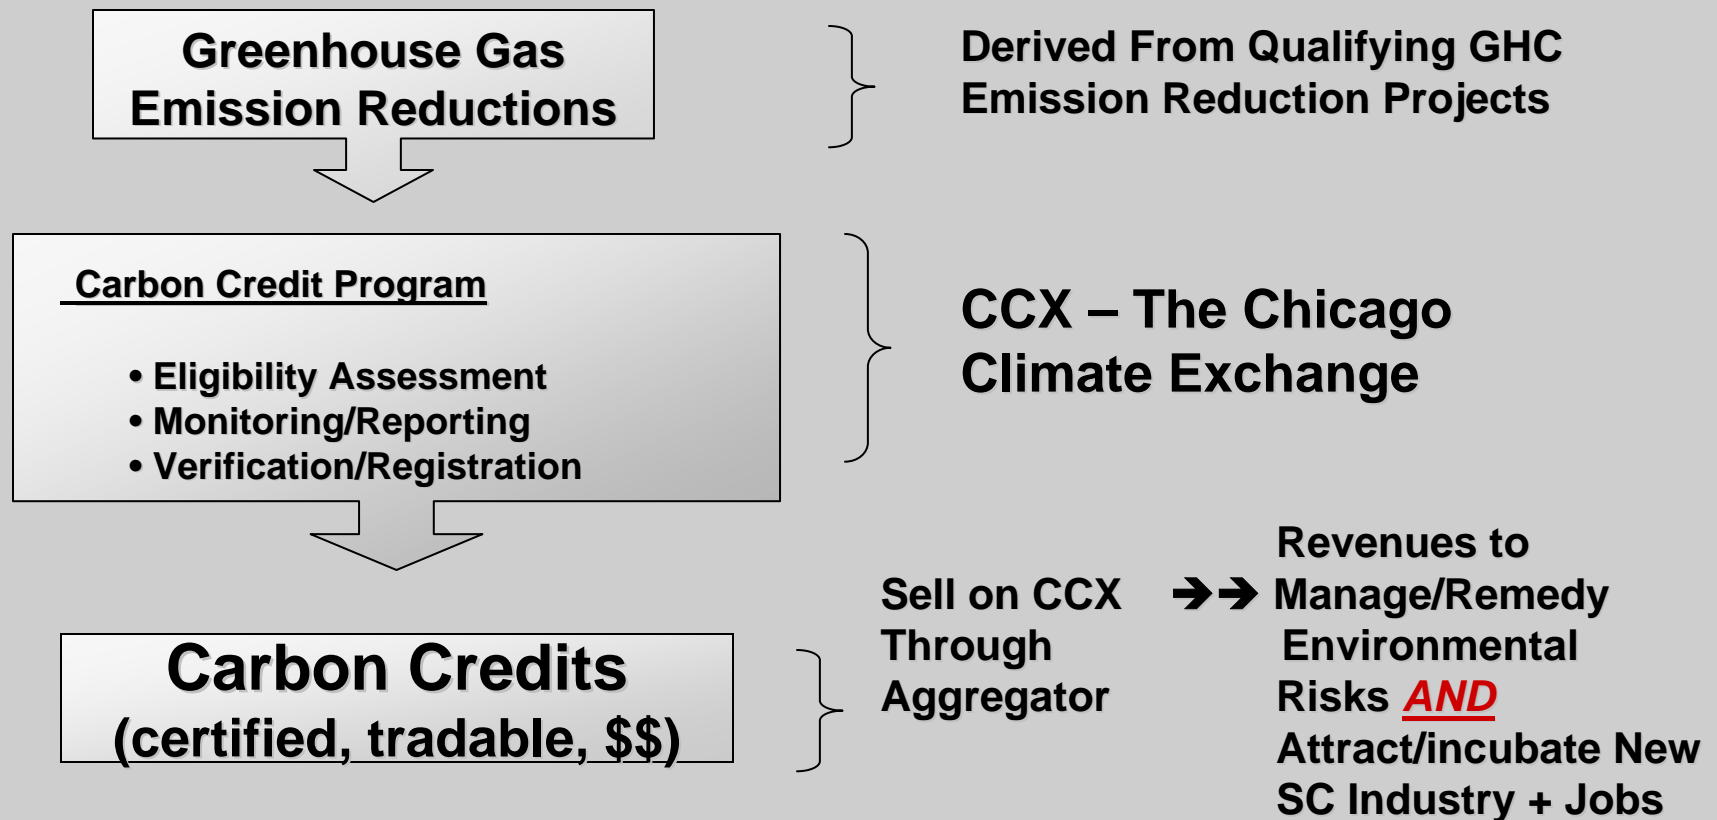 Greenhouse Gas
Emission Reductions
Derived From Qualifying GHC
Emission Reduction Projects
Carbon Credit Program
• Eligibility Assessment
• Monitoring/Reporting
• Verification/Registration
CCX – The Chicago
Climate Exchange
Carbon Credits
(certified, tradable, $$)
Sell on CCX
Through
Aggregator
➔➔
Revenues to
Manage/Remedy
Environmental
Risks AND
Attract/incubate New
SC Industry + Jobs